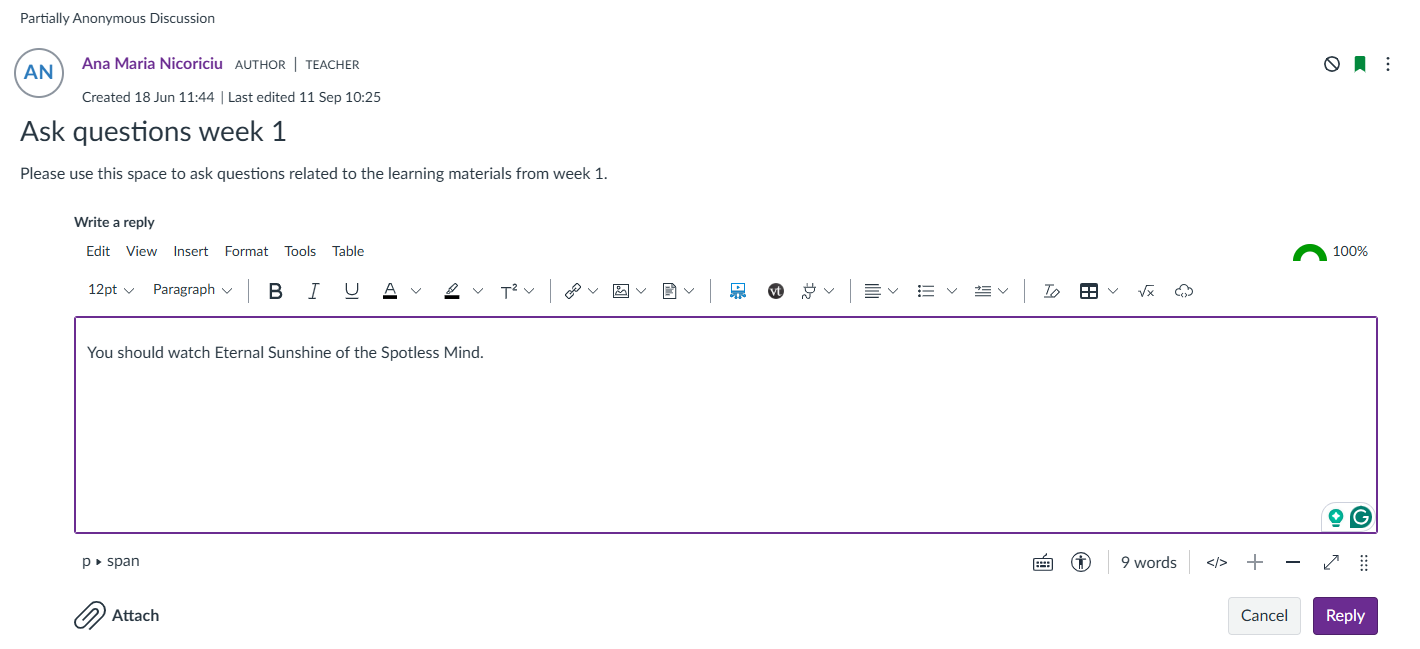 Partially Anonymous Discussion
AN
Ana Maria Nicoriciu AUTHOR | TEACHER
Created 18 Jun 11:44 | Last edited 11 Sep 10:25
Ask questions week 1
Please use this space to ask questions related to the learning materials from week 1.
Write a reply
Edit View Insert Format Tools Table
100%
12pt Paragraph B I U A T² vt √x
You should watch Eternal Sunshine of the Spotless Mind.
G
p ▸ span
9 words </>
Attach
Cancel Reply